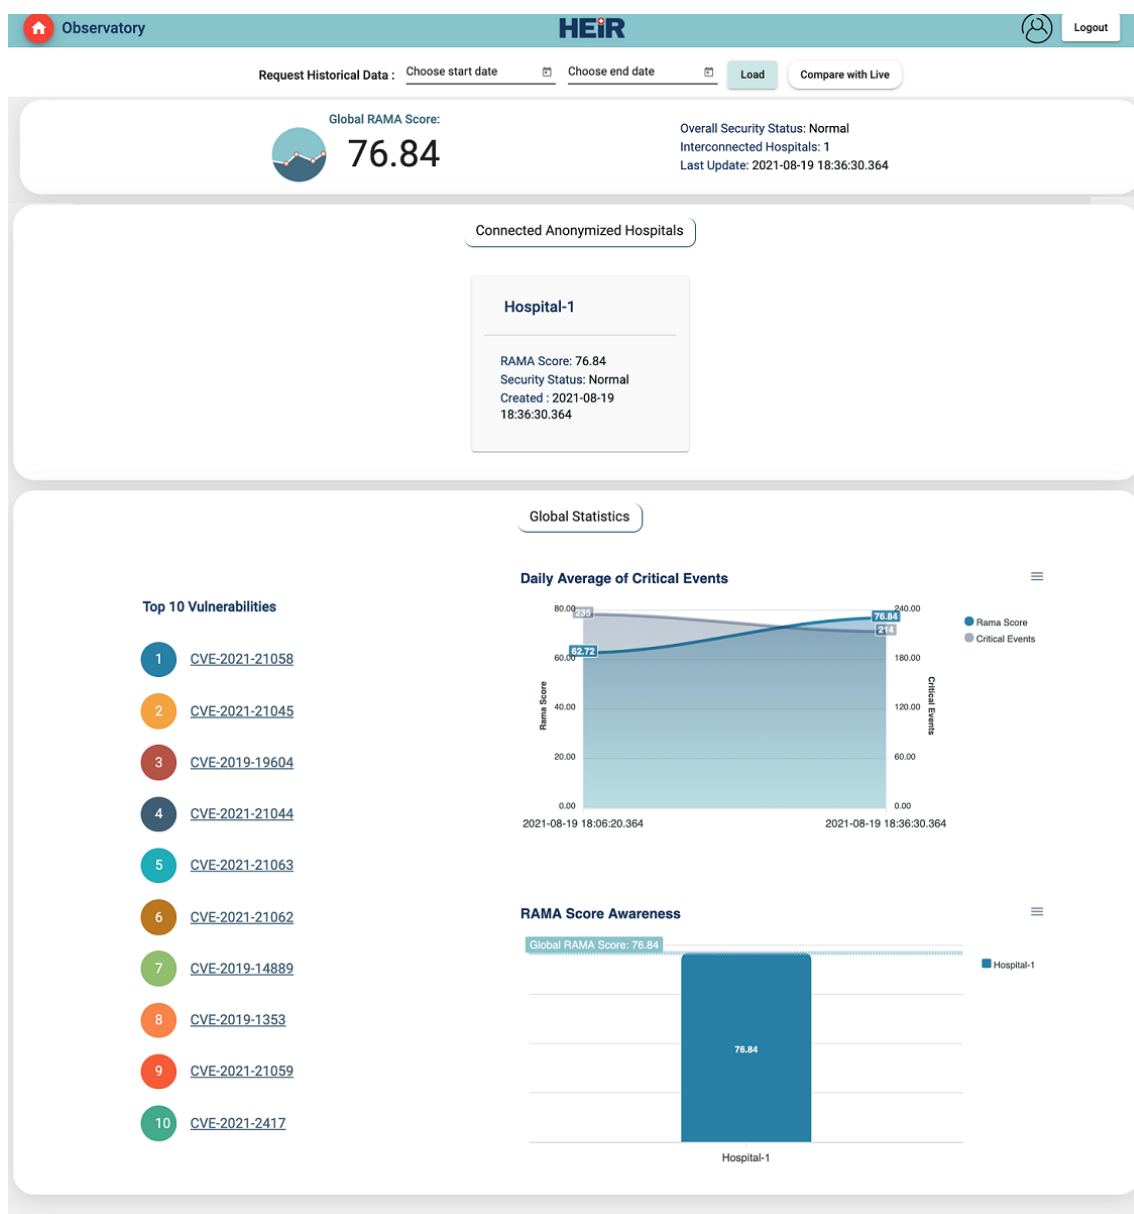 Observatory
HEiR
Logout
Request Historical Data :
Choose start date
Choose end date
Load
Compare with Live
Global RAMA Score:
76.84
Overall Security Status: Normal
Interconnected Hospitals: 1
Last Update: 2021-08-19 18:36:30.364
Connected Anonymized Hospitals
Hospital-1
RAMA Score: 76.84
Security Status: Normal
Created : 2021-08-19
18:36:30.364
Global Statistics
Top 10 Vulnerabilities
1 CVE-2021-21058
2 CVE-2021-21045
3 CVE-2019-19604
4 CVE-2021-21044
5 CVE-2021-21063
6 CVE-2021-21062
7 CVE-2019-14889
8 CVE-2019-1353
9 CVE-2021-21059
10 CVE-2021-2417
Daily Average of Critical Events
80.00
60.00
40.00
20.00
0.00
Rama Score
235
62.72
76.84
214
240.00
180.00
120.00
60.00
0.00
Critical Events
2021-08-19 18:06:20.364
2021-08-19 18:36:30.364
Rama Score
Critical Events
RAMA Score Awareness
Global RAMA Score: 76.84
76.84
Hospital-1
Hospital-1